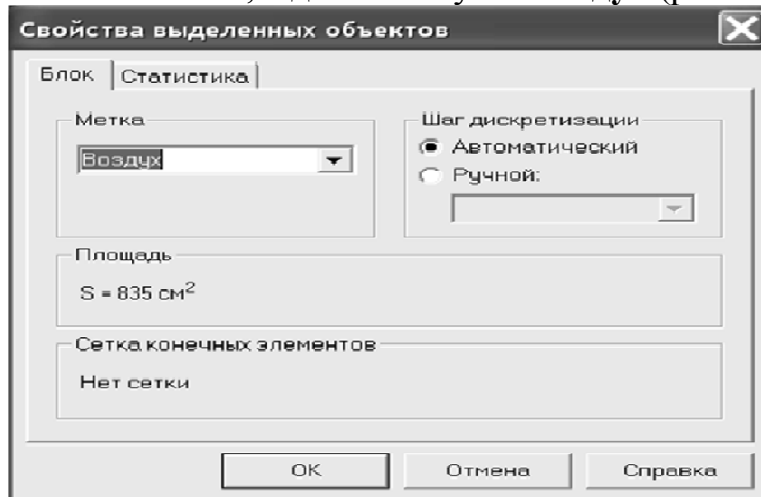 Свойства выделенных объектов
Блок Статистика
Метка
Воздух
Шаг дискретизации
Автоматический
Ручной:
Площадь
S = 835 см²
Сетка конечных элементов
Нет сетки
OK Отмена Справка